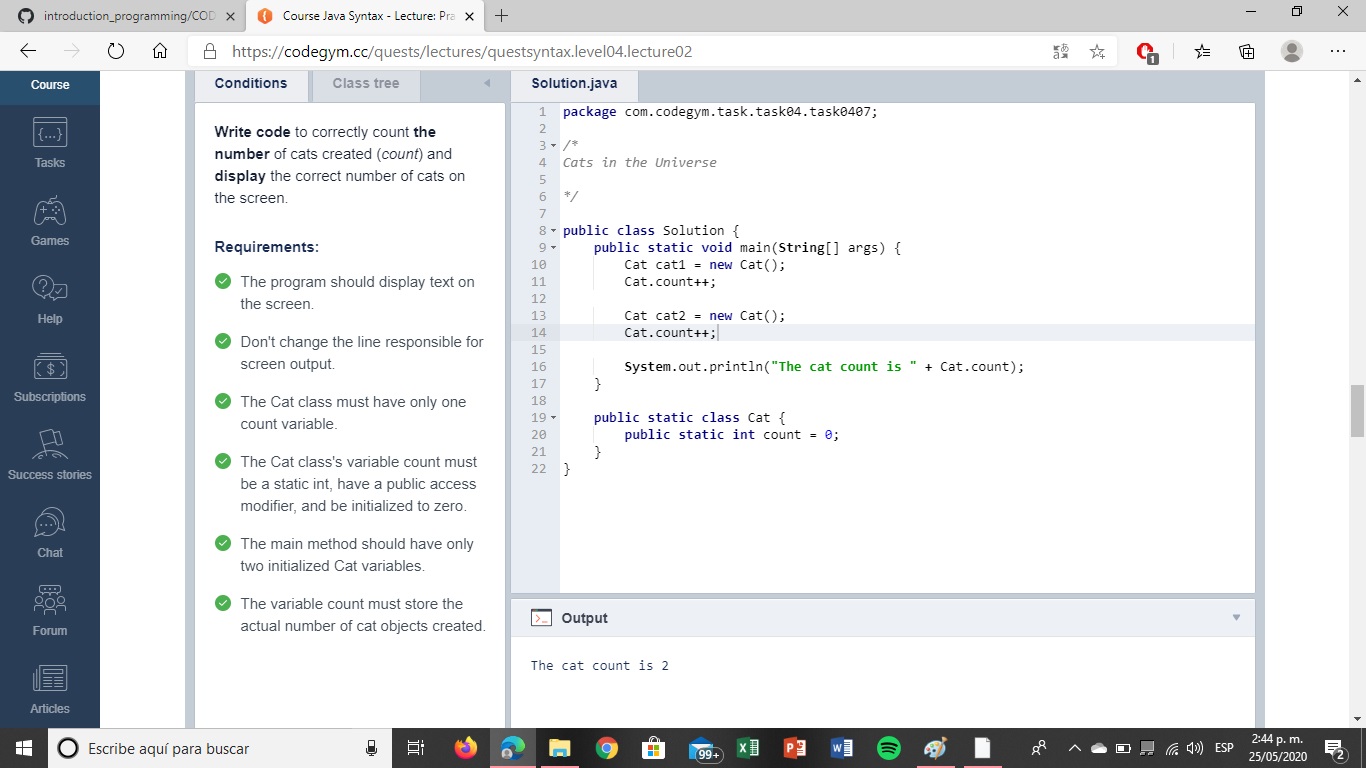 introduction_programming/COD
Course Java Syntax - Lecture: Pra
https://codegym.cc/quests/lectures/questsyntax.level04.lecture02
1
Course
Tasks
Games
Help
Subscriptions
Success stories
Chat
Forum
Articles
Conditions
Class tree
Write code to correctly count the
number of cats created (count) and
display the correct number of cats on
the screen.
Requirements:
The program should display text on
the screen.
Don't change the line responsible for
screen output.
The Cat class must have only one
count variable.
The Cat class's variable count must
be a static int, have a public access
modifier, and be initialized to zero.
The main method should have only
two initialized Cat variables.
The variable count must store the
actual number of cat objects created.
Solution.java
1 package com.codegym.task.task04.task0407;
2
3 /*
4 Cats in the Universe
5
6 */
7
8 public class Solution {
9 public static void main(String[] args) {
10 Cat cat1 = new Cat();
11 Cat.count++;
12
13 Cat cat2 = new Cat();
14 Cat.count++;
15
16 System.out.println("The cat count is " + Cat.count);
17 }
18
19 public static class Cat {
20 public static int count = 0;
21 }
22 }
Output
The cat count is 2
Escribe aquí para buscar
99+
ESP
2:44 p. m.
25/05/2020
2